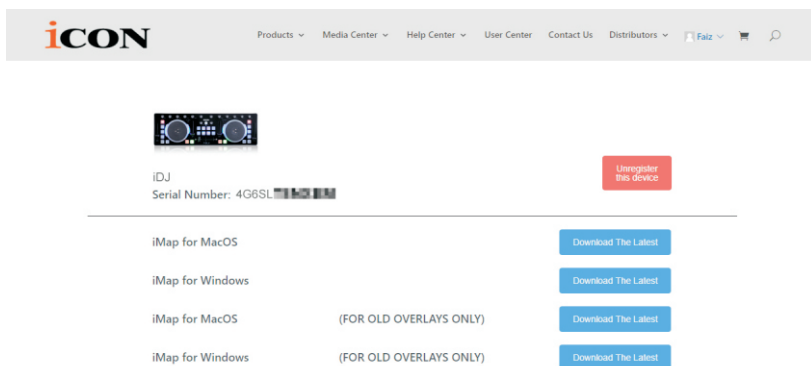 iCON Products Media Center Help Center User Center Contact Us Distributors Faiz
iDJ
Unregister
this device
Serial Number: 4G6SL
iMap for MacOS Download The Latest
iMap for Windows Download The Latest
iMap for MacOS (FOR OLD OVERLAYS ONLY) Download The Latest
iMap for Windows (FOR OLD OVERLAYS ONLY) Download The Latest